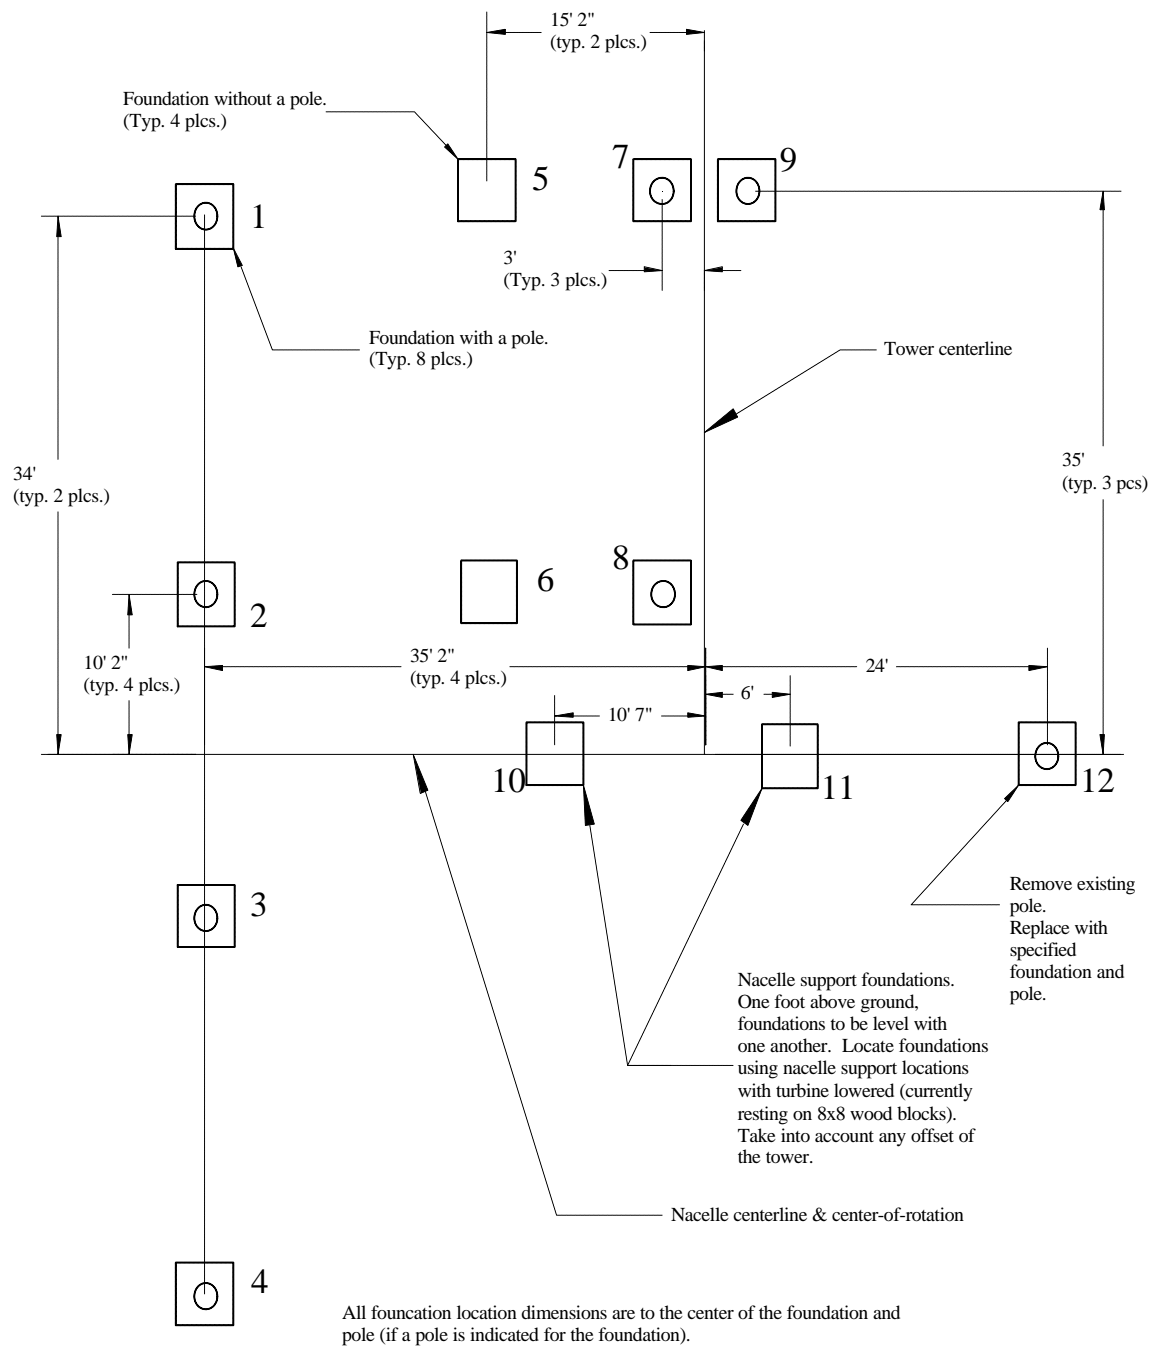 15' 2"
(typ. 2 plcs.)
Foundation without a pole.
(Typ. 4 plcs.)
7
9
5
1
3'
(Typ. 3 plcs.)
Foundation with a pole.
(Typ. 8 plcs.)
Tower centerline
34'
(typ. 2 plcs.)
35'
(typ. 3 pcs)
8
6
2
10' 2"
(typ. 4 plcs.)
35' 2"
(typ. 4 plcs.)
24'
6'
10' 7"
10
11
12
3
Remove existing
pole.
Replace with
specified
foundation and
pole.
Nacelle support foundations.
One foot above ground,
foundations to be level with
one another.  Locate foundations
using nacelle support locations
with turbine lowered (currently
resting on 8x8 wood blocks).
Take into account any offset of
the tower.
Nacelle centerline & center-of-rotation
4
All founcation location dimensions are to the center of the foundation and
pole (if a pole is indicated for the foundation).